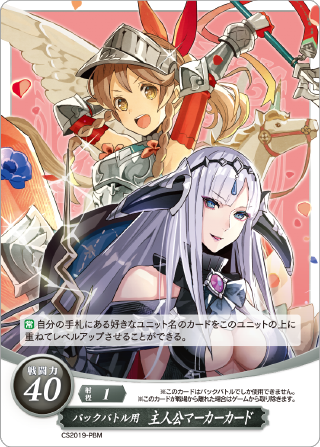 常 自分の手札にある好きなユニット名のカードをこのユニットの上に
重ねてレベルアップさせることができる。
戦闘力
40
射程 1
※このカードはパックバトルでしか使用できません。
※このカードが戦場から離れた場合はゲームから取り除きます。
パックバトル用 主人公マーカーカード
CS2019-PBM